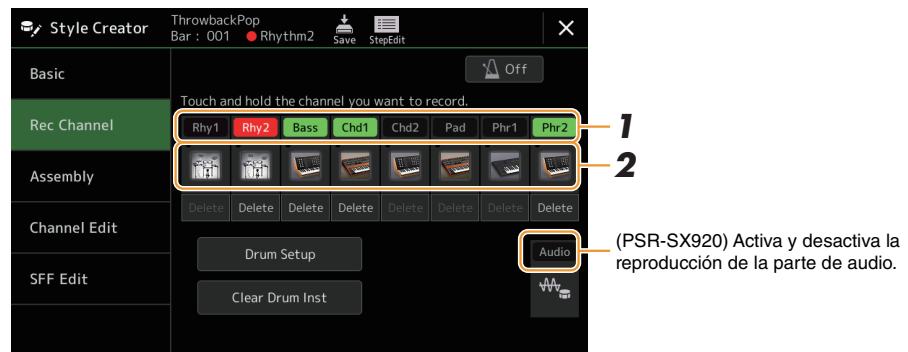 Style Creator
ThrowbackPop
Bar : 001 Rhythm2
Save StepEdit
Basic
Off
Touch and hold the channel you want to record.
Rec Channel
Rhy1 Rhy2 Bass Chd1 Chd2 Pad Phr1 Phr2
1
2
Assembly
Delete Delete Delete Delete Delete Delete Delete Delete
Channel Edit
Drum Setup
Audio
(PSR-SX920) Activa y desactiva la
reproducción de la parte de audio.
SFF Edit
Clear Drum Inst